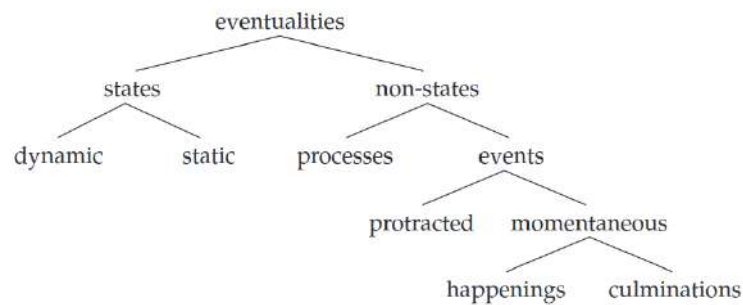 eventualities
states non-states
dynamic static processes events
protracted momentaneous
happenings culminations